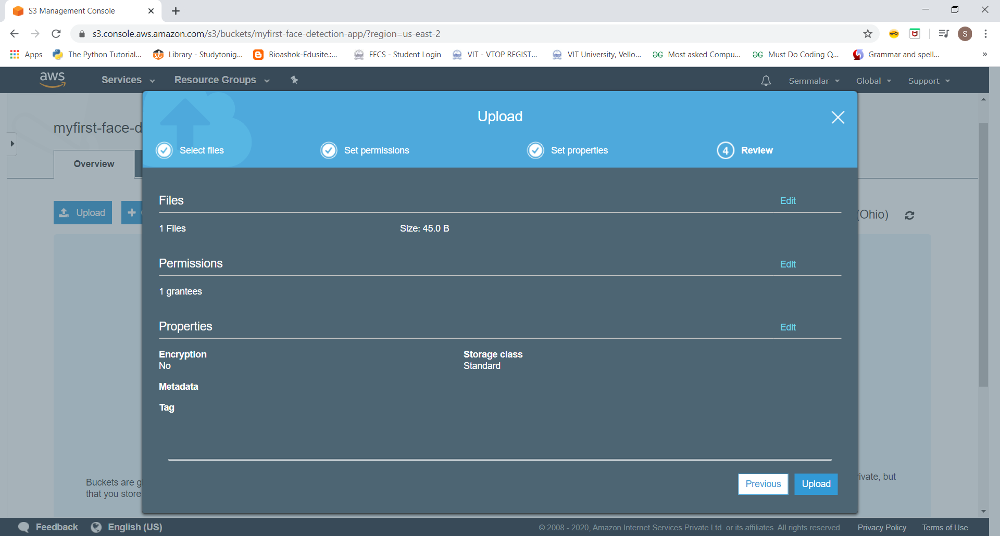 S3 Management Console
s3.console.aws.amazon.com/s3/buckets/myfirst-face-detection-app/?region=us-east-2
S
Apps
The Python Tutorial...
Library - Studytonig...
Bioashok-Edusite.:...
FFCS - Student Login
VIT - VTOP REGIST...
VIT University, Vello...
Most asked Compu...
Must Do Coding Q...
Grammar and spell...
»
aws
Services
Resource Groups
Semmalar
Global
Support
myfirst-face-d
Upload
Select files
Set permissions
Set properties
4 Review
Overview
Upload
(Ohio)
Files
Edit
1 Files
Size: 45.0 B
Permissions
Edit
1 grantees
Properties
Edit
Encryption
No
Storage class
Standard
Metadata
Tag
Buckets are g
that you store
ivate, but
Previous
Upload
Feedback
English (US)
© 2008 - 2020, Amazon Internet Services Private Ltd. or its affiliates. All rights reserved.
Privacy Policy
Terms of Use